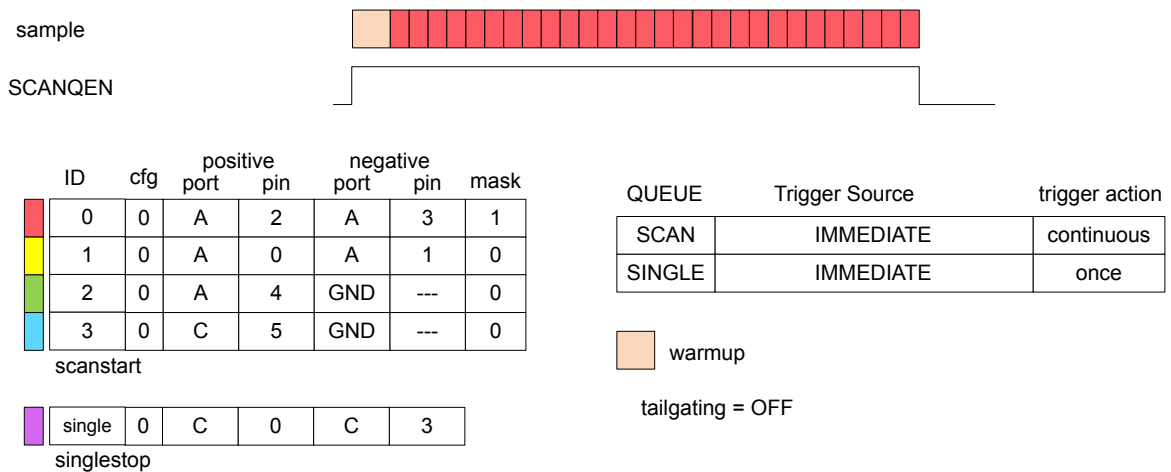 sample
SCANQEN
positive negative
ID cfg port pin port pin mask
0 0 A 2 A 3 1
1 0 A 0 A 1 0
2 0 A 4 GND --- 0
3 0 C 5 GND --- 0
scanstart
single 0 C 0 C 3
singlestop
QUEUE Trigger Source trigger action
SCAN IMMEDIATE continuous
SINGLE IMMEDIATE once
warmup
tailgating = OFF